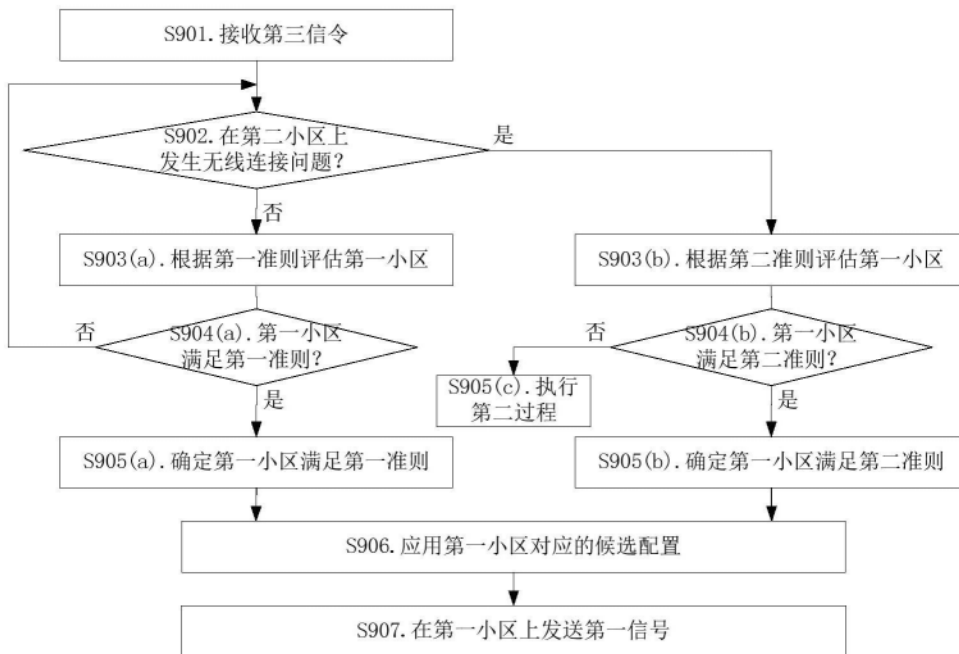 S901.接收第三信令
S902.在第二小区上
发生无线连接问题?
是
否
S903(a).根据第一准则评估第一小区
S903(b).根据第二准则评估第一小区
否
S904(a).第一小区
满足第一准则?
否
S904(b).第一小区
满足第二准则?
S905(c).执行
第二过程
是
是
S905(a).确定第一小区满足第一准则
S905(b).确定第一小区满足第二准则
S906.应用第一小区对应的候选配置
S907.在第一小区上发送第一信号